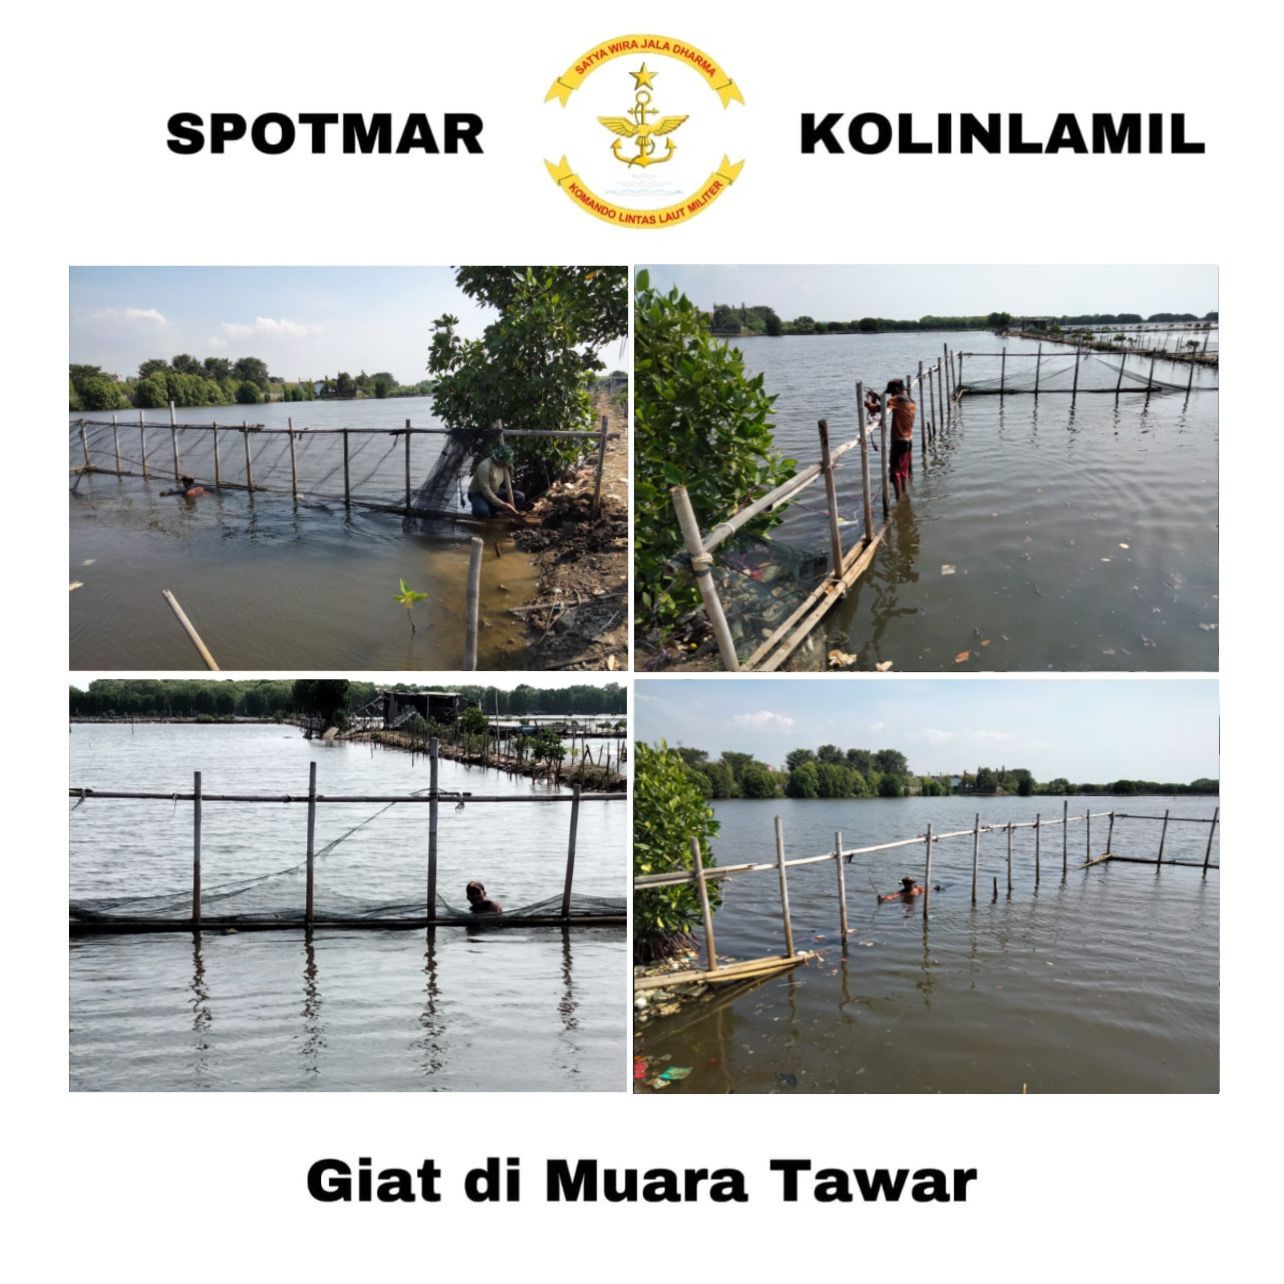 SATYA WIRA JALA DHARMA
SPOTMAR
KOLINLAMIL
KOMANDO LINTAS LAUT MILITER
Giat di Muara Tawar